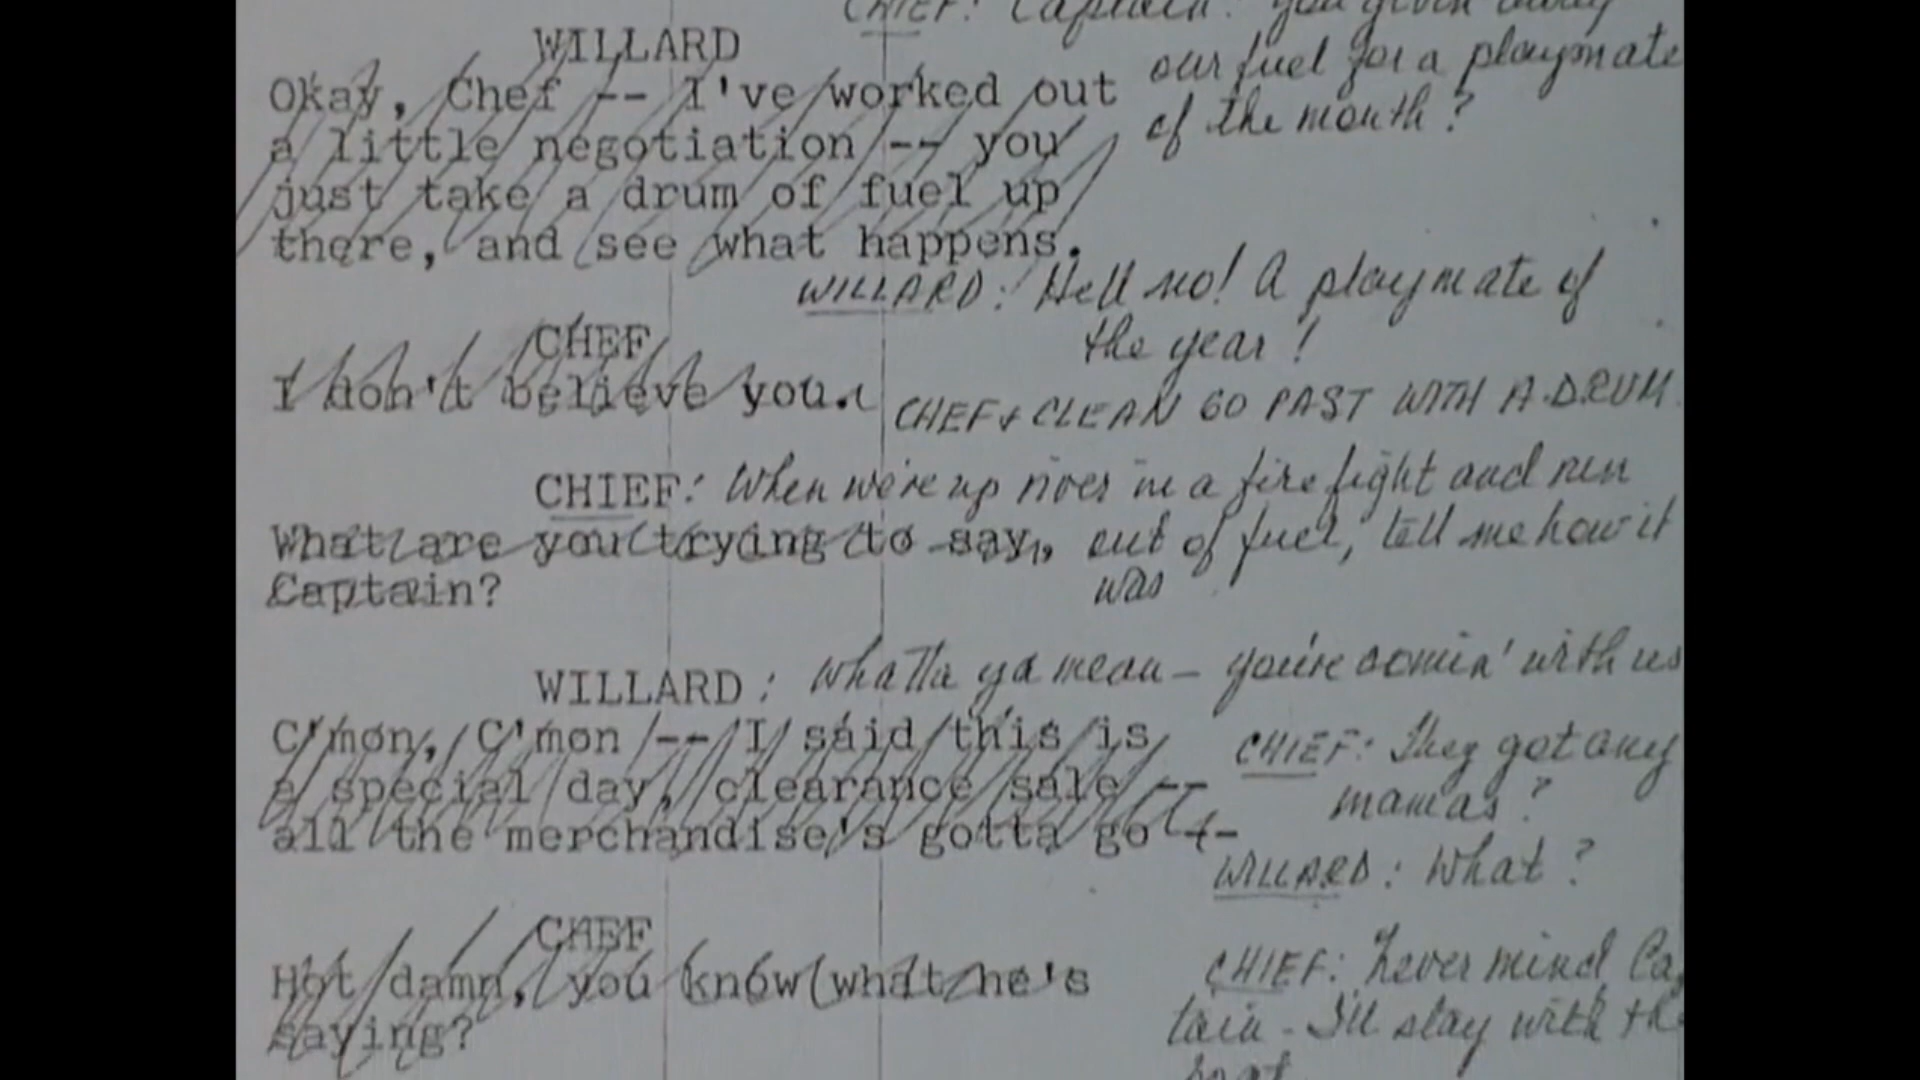 CHIEF: Captain! You givin away
our fuel for a playmate
of the month?
WILLARD
Okay, Chef -- I've worked out
a little negotiation -- you
just take a drum of fuel up
there, and see what happens.
WILLARD: Hell no! A playmate of
the year!
CHEF
I don't believe you.
CHEF & CLEAN GO PAST WITH A DRUM.
CHIEF: When we're up river in a fire fight and run
out of fuel, tell me how it
was
What are you trying to say,
Captain?
WILLARD: Whatta ya mean - you're comin' with us
C'mon, C'mon -- I said this is
a special day, clearance sale --
all the merchandise's gotta go --
CHIEF: They got any
mamas?
WILLARD: What?
CHEF
Hot damn, you know what he's
saying?
CHIEF: Never mind Cap
tain - I'll stay with the
boat